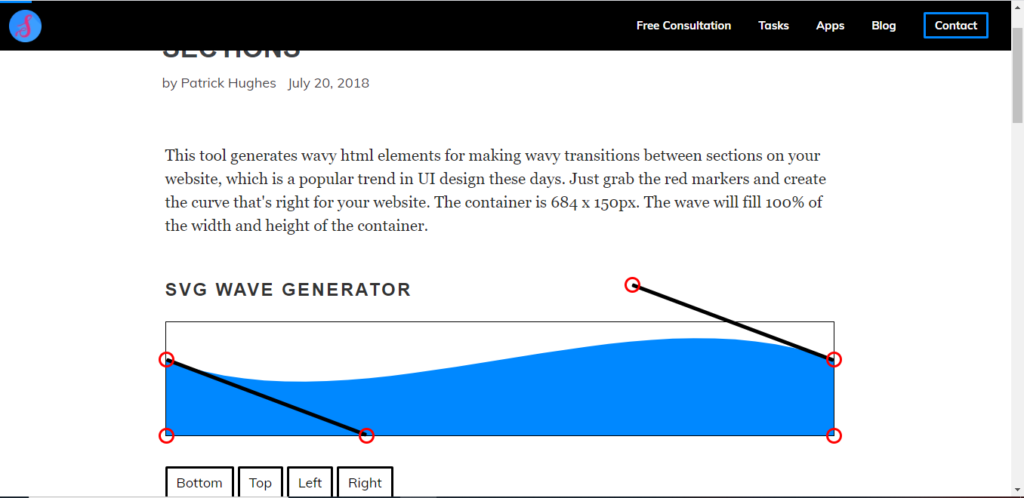 S
Free Consultation Tasks Apps Blog Contact
SECTIONS
by Patrick Hughes July 20, 2018
This tool generates wavy html elements for making wavy transitions between sections on your
website, which is a popular trend in UI design these days. Just grab the red markers and create
the curve that's right for your website. The container is 684 x 150px. The wave will fill 100% of
the width and height of the container.
SVG WAVE GENERATOR
Bottom Top Left Right